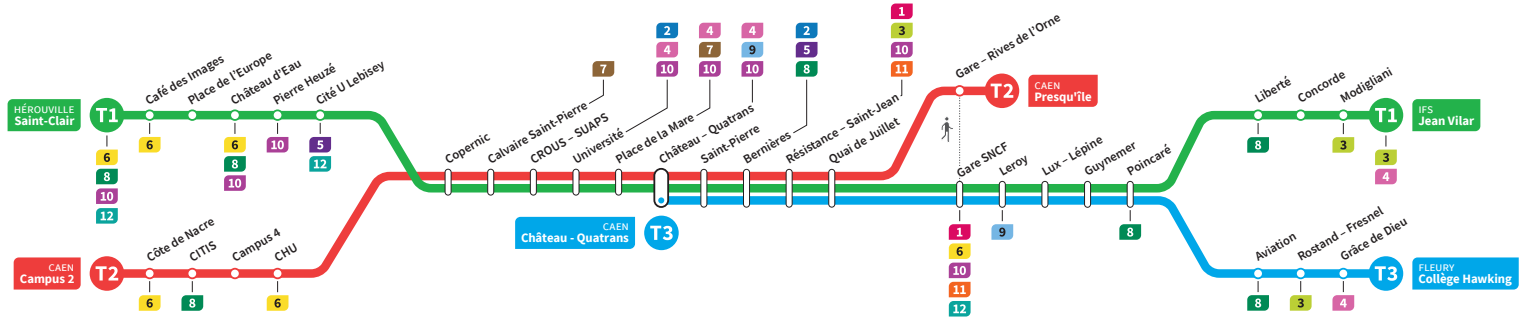 HÉROUVILLE
Saint-Clair
T1
6
8
10
12
Café des Images
6
Place de l'Europe
Château d'Eau
6
8
10
Pierre Heuzé
10
Cité U Lebisey
5
12
CAEN
Campus 2
T2
Côte de Nacre
6
CITIS
8
Campus 4
CHU
6
Copernic
Calvaire Saint-Pierre
7
CROUS – SUAPS
Université
2
4
10
Place de la Mare
4
7
10
Château – Quatrans
4
9
10
CAEN
Château - Quatrans
T3
Saint-Pierre
Bernières
2
5
8
Résistance – Saint-Jean
1
3
10
11
Quai de Juillet
Gare – Rives de l'Orne
T2
CAEN
Presqu'île
Gare SNCF
1
6
10
11
12
Leroy
9
Lux – Lépine
Guynemer
Poincaré
8
Liberté
8
Concorde
Modigliani
3
T1
3
4
IFS
Jean Vilar
Aviation
8
Rostand – Fresnel
3
Grâce de Dieu
4
T3
FLEURY
Collège Hawking